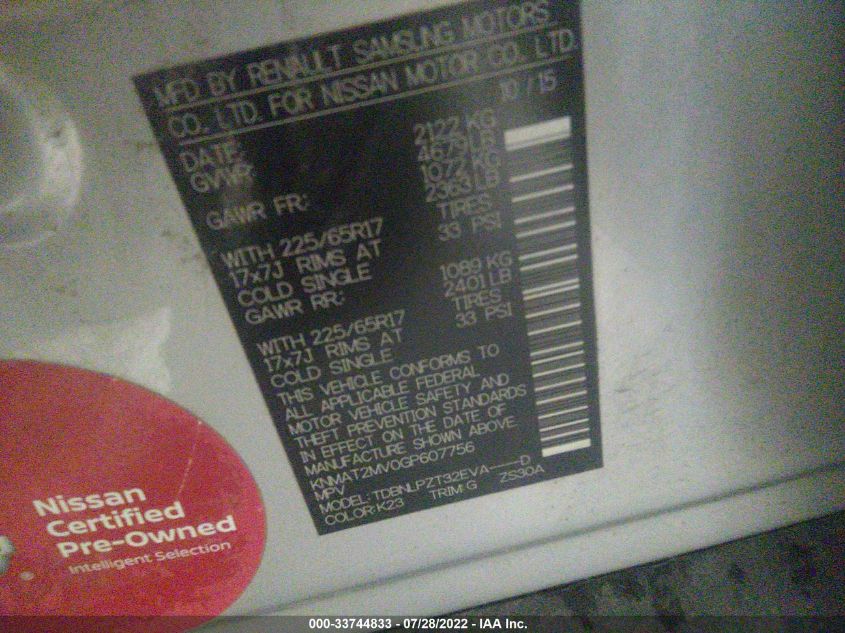 MFD BY RENAULT SAMSUNG MOTORS
CO., LTD. FOR NISSAN MOTOR CO., LTD.
DATE: 10 / 15
GVWR: 2122 KG
4679 LB
GAWR FR: 1072 KG
2363 LB
WITH 225/65R17 TIRES
17x7J RIMS AT 33 PSI
COLD SINGLE
GAWR RR: 1089 KG
2401 LB
WITH 225/65R17 TIRES
17x7J RIMS AT 33 PSI
COLD SINGLE
THIS VEHICLE CONFORMS TO
ALL APPLICABLE FEDERAL
MOTOR VEHICLE SAFETY AND
THEFT PREVENTION STANDARDS
IN EFFECT ON THE DATE OF
MANUFACTURE SHOWN ABOVE.
KNMAT2MV0GP607756
MPV
MODEL: TDBNLPZT32EVA----D
COLOR: K23 TRIM: G ZS30A
Nissan
Certified
Pre-Owned
Intelligent Selection
000-33744833 - 07/28/2022 - IAA Inc.